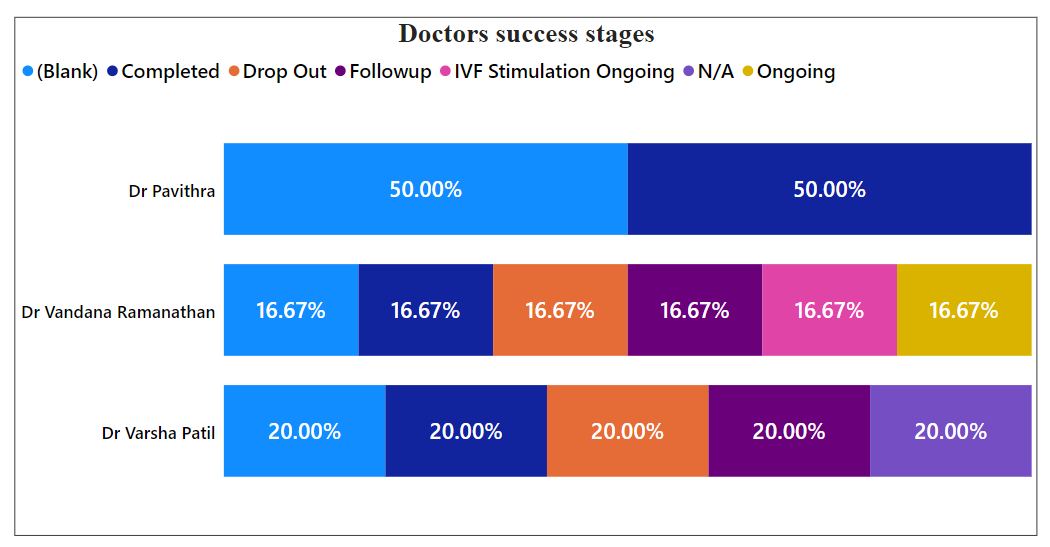 Doctors success stages
(Blank) Completed Drop Out Followup IVF Stimulation Ongoing N/A Ongoing
Dr Pavithra 50.00% 50.00%
Dr Vandana Ramanathan 16.67% 16.67% 16.67% 16.67% 16.67% 16.67%
Dr Varsha Patil 20.00% 20.00% 20.00% 20.00% 20.00%